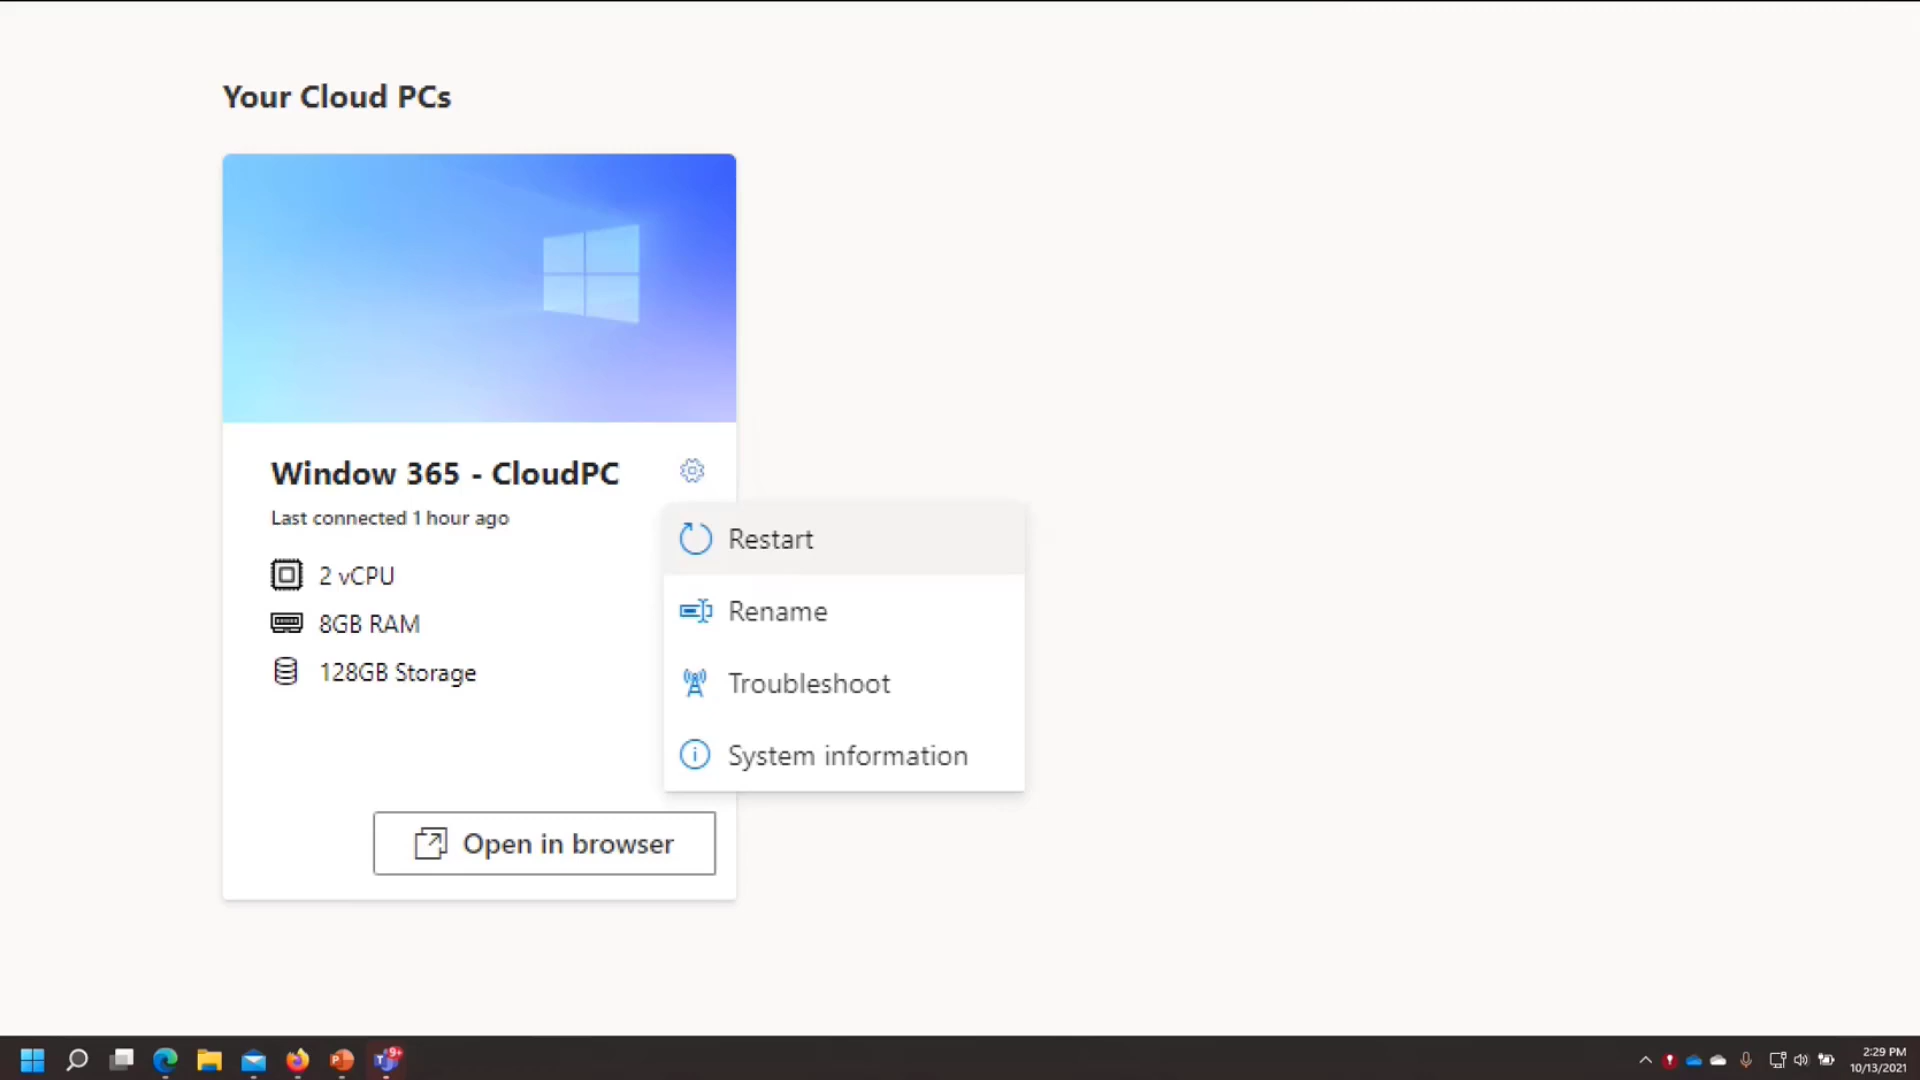 Your Cloud PCs
Window 365 - CloudPC
Last connected 1 hour ago
2 vCPU
8GB RAM
128GB Storage
Restart
Rename
Troubleshoot
System information
Open in browser
9+
2:29 PM
10/13/2021